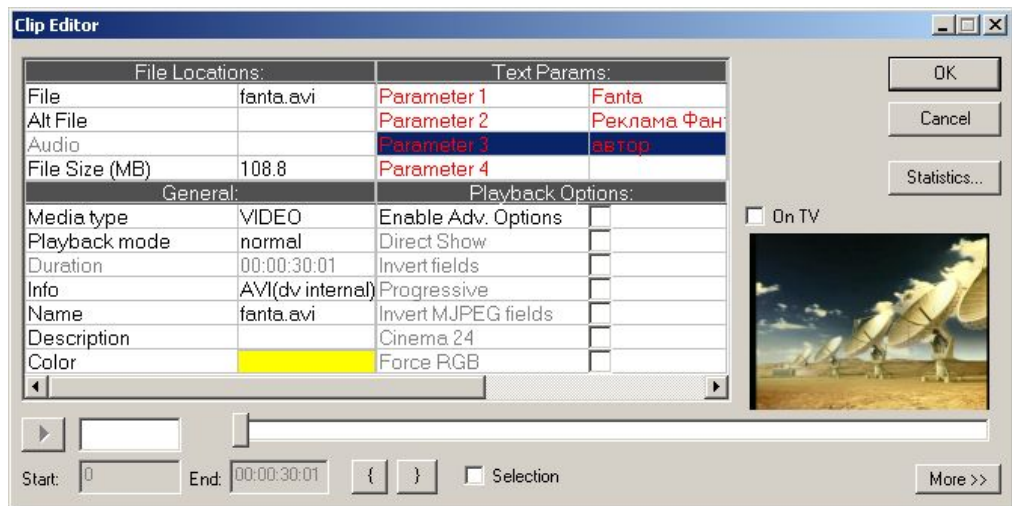 Clip Editor
File Locations: Text Params:
File fanta.avi Parameter 1 Fanta
Alt File Parameter 2 Реклама Фан
Audio Parameter 3 автор
File Size (MB) 108.8 Parameter 4
General: Playback Options:
Media type VIDEO Enable Adv. Options
Playback mode normal Direct Show
Duration 00:00:30:01 Invert fields
Info AVI(dv internal) Progressive
Name fanta.avi Invert MJPEG fields
Description Cinema 24
Color Force RGB
OK
Cancel
Statistics...
On TV
Start: 0 End: 00:00:30:01 { } Selection
More >>